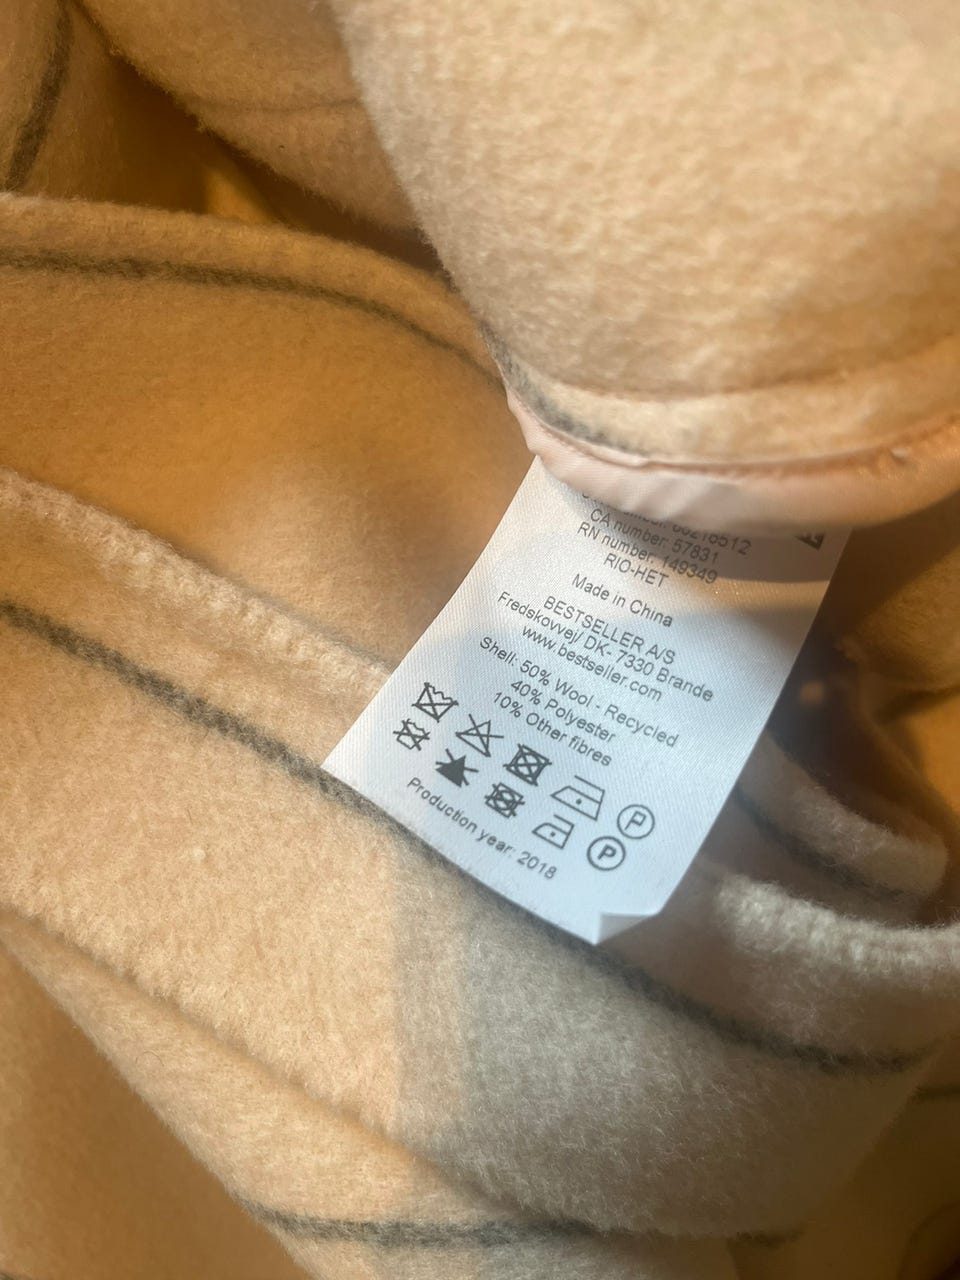 CA number: 57831
RN number: 149349
RIO-HET
Made in China
BESTSELLER A/S
Fredskovvej/ DK- 7330 Brande
www.bestseller.com
Shell: 50% Wool - Recycled
40% Polyester
10% Other fibres
P
P
Production year: 2018